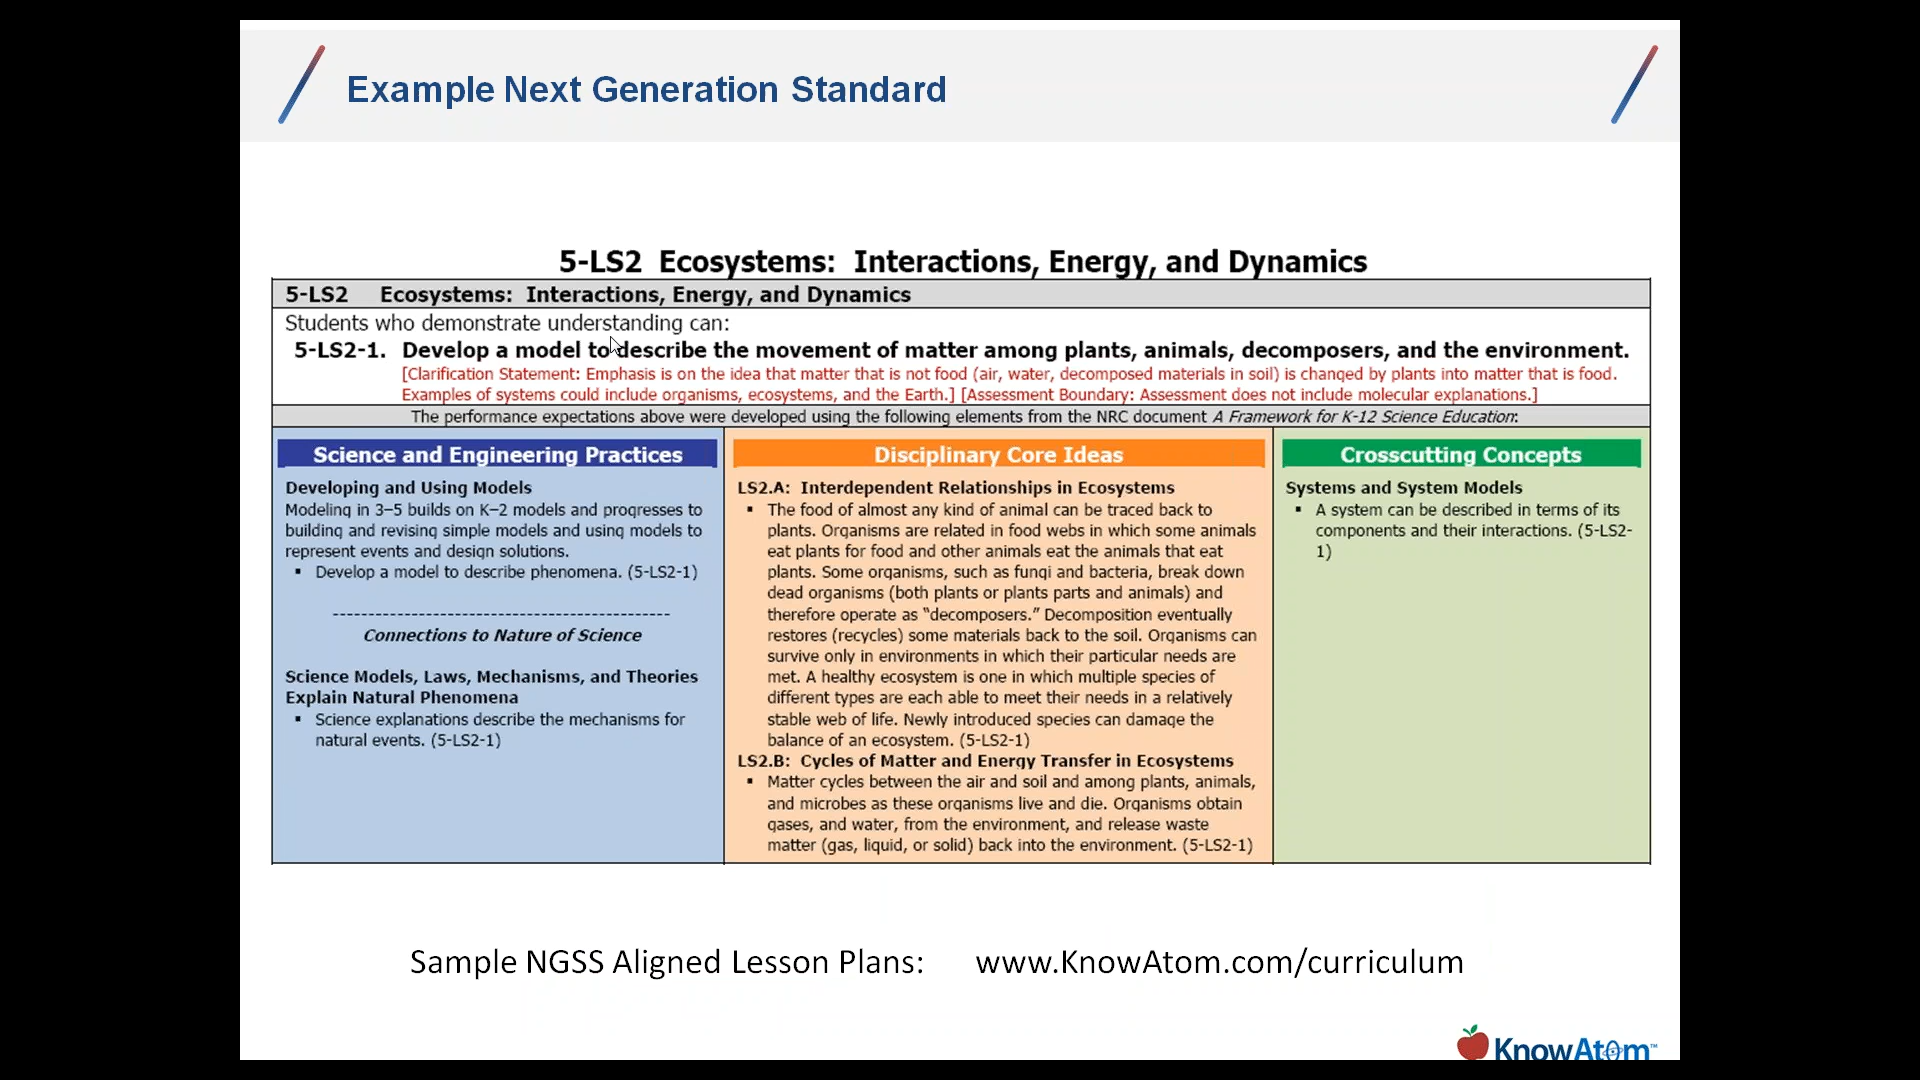 Example Next Generation Standard
5-LS2 Ecosystems: Interactions, Energy, and Dynamics
5-LS2 Ecosystems: Interactions, Energy, and Dynamics
Students who demonstrate understanding can:
5-LS2-1. Develop a model to describe the movement of matter among plants, animals, decomposers, and the environment.
[Clarification Statement: Emphasis is on the idea that matter that is not food (air, water, decomposed materials in soil) is changed by plants into matter that is food.
Examples of systems could include organisms, ecosystems, and the Earth.] [Assessment Boundary: Assessment does not include molecular explanations.]
The performance expectations above were developed using the following elements from the NRC document A Framework for K-12 Science Education:
Science and Engineering Practices
Developing and Using Models
Modeling in 3–5 builds on K–2 models and progresses to
building and revising simple models and using models to
represent events and design solutions.
▪ Develop a model to describe phenomena. (5-LS2-1)
-----------------------------------------------
Connections to Nature of Science
Science Models, Laws, Mechanisms, and Theories
Explain Natural Phenomena
▪ Science explanations describe the mechanisms for
natural events. (5-LS2-1)
Disciplinary Core Ideas
LS2.A: Interdependent Relationships in Ecosystems
▪ The food of almost any kind of animal can be traced back to
plants. Organisms are related in food webs in which some animals
eat plants for food and other animals eat the animals that eat
plants. Some organisms, such as fungi and bacteria, break down
dead organisms (both plants or plants parts and animals) and
therefore operate as “decomposers.” Decomposition eventually
restores (recycles) some materials back to the soil. Organisms can
survive only in environments in which their particular needs are
met. A healthy ecosystem is one in which multiple species of
different types are each able to meet their needs in a relatively
stable web of life. Newly introduced species can damage the
balance of an ecosystem. (5-LS2-1)
LS2.B: Cycles of Matter and Energy Transfer in Ecosystems
▪ Matter cycles between the air and soil and among plants, animals,
and microbes as these organisms live and die. Organisms obtain
gases, and water, from the environment, and release waste
matter (gas, liquid, or solid) back into the environment. (5-LS2-1)
Crosscutting Concepts
Systems and System Models
▪ A system can be described in terms of its
components and their interactions. (5-LS2-
1)
Sample NGSS Aligned Lesson Plans: www.KnowAtom.com/curriculum
KnowAtom™